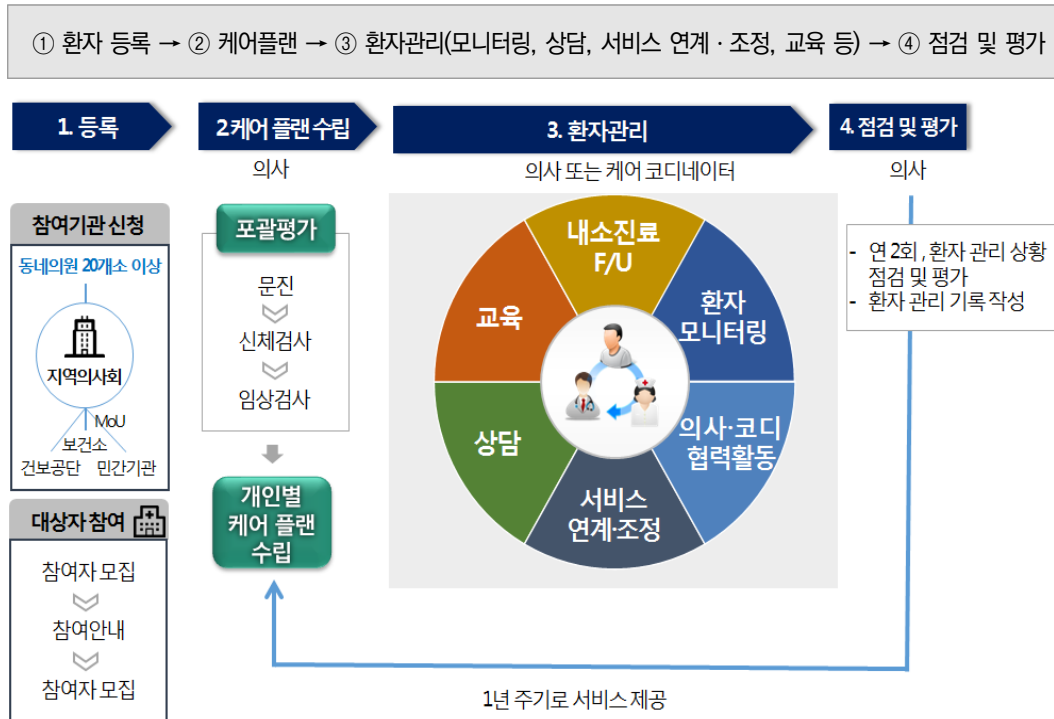 ① 환자 등록 → ② 케어플랜 → ③ 환자관리(모니터링, 상담, 서비스 연계 · 조정, 교육 등) → ④ 점검 및 평가
1. 등록
2.케어 플랜 수립
3. 환자관리
4. 점검 및 평가
의사
의사 또는 케어 코디네이터
의사
참여기관 신청
동네의원 20개소 이상
지역의사회
MoU
보건소
건보공단 민간기관
대상자 참여
참여자 모집
참여안내
참여자 모집
포괄평가
문진
신체검사
임상검사
개인별
케어 플랜
수립
내소진료
F/U
환자
모니터링
의사·코디
협력활동
서비스
연계·조정
상담
교육
- 연 2회, 환자 관리 상황
점검 및 평가
- 환자 관리 기록 작성
1년 주기로 서비스 제공